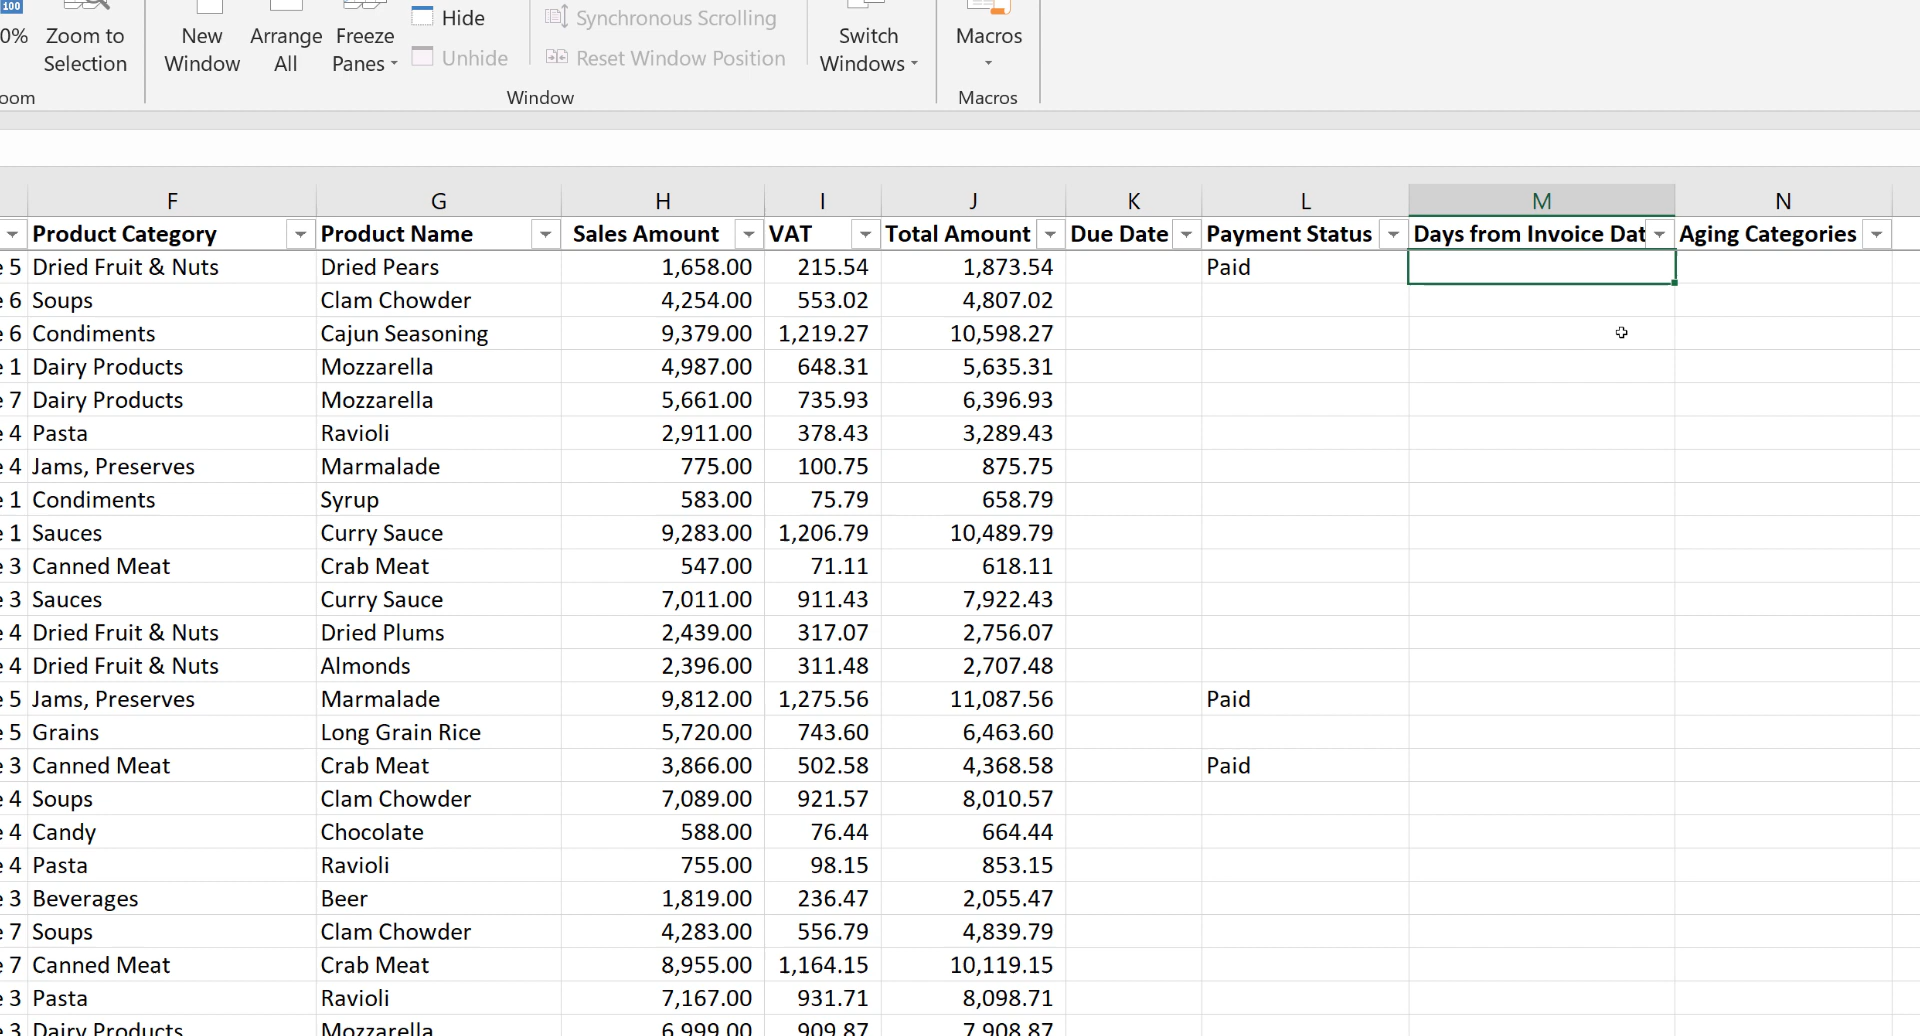 100
0% Zoom to Selection
New Window
Arrange All
Freeze Panes
Hide
Unhide
Synchronous Scrolling
Reset Window Position
Switch Windows
Macros
oom Window Macros
F G H I J K L M N
Product Category Product Name Sales Amount VAT Total Amount Due Date Payment Status Days from Invoice Dat Aging Categories
e 5 Dried Fruit & Nuts Dried Pears 1,658.00 215.54 1,873.54 Paid
e 6 Soups Clam Chowder 4,254.00 553.02 4,807.02
e 6 Condiments Cajun Seasoning 9,379.00 1,219.27 10,598.27
e 1 Dairy Products Mozzarella 4,987.00 648.31 5,635.31
e 7 Dairy Products Mozzarella 5,661.00 735.93 6,396.93
e 4 Pasta Ravioli 2,911.00 378.43 3,289.43
e 4 Jams, Preserves Marmalade 775.00 100.75 875.75
e 1 Condiments Syrup 583.00 75.79 658.79
e 1 Sauces Curry Sauce 9,283.00 1,206.79 10,489.79
e 3 Canned Meat Crab Meat 547.00 71.11 618.11
e 3 Sauces Curry Sauce 7,011.00 911.43 7,922.43
e 4 Dried Fruit & Nuts Dried Plums 2,439.00 317.07 2,756.07
e 4 Dried Fruit & Nuts Almonds 2,396.00 311.48 2,707.48
e 5 Jams, Preserves Marmalade 9,812.00 1,275.56 11,087.56 Paid
e 5 Grains Long Grain Rice 5,720.00 743.60 6,463.60
e 3 Canned Meat Crab Meat 3,866.00 502.58 4,368.58 Paid
e 4 Soups Clam Chowder 7,089.00 921.57 8,010.57
e 4 Candy Chocolate 588.00 76.44 664.44
e 4 Pasta Ravioli 755.00 98.15 853.15
e 3 Beverages Beer 1,819.00 236.47 2,055.47
e 7 Soups Clam Chowder 4,283.00 556.79 4,839.79
e 7 Canned Meat Crab Meat 8,955.00 1,164.15 10,119.15
e 3 Pasta Ravioli 7,167.00 931.71 8,098.71
e 3 Dairy Products Mozzarella 6,999.00 909.87 7,908.87